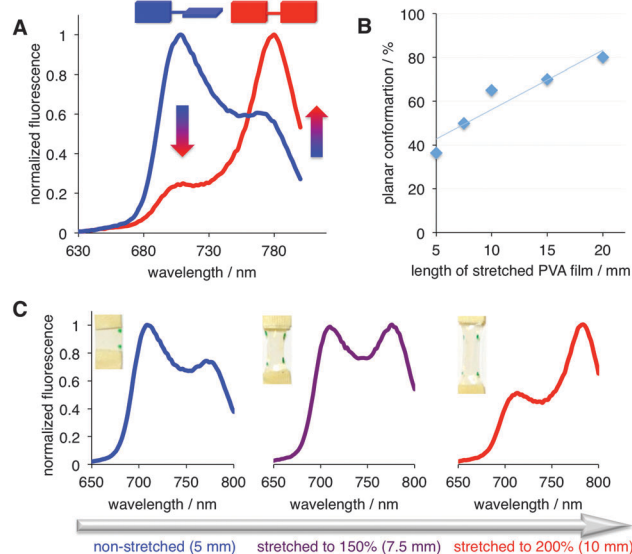 A
normalized fluorescence
1
0.8
0.6
0.4
0.2
0
630 680 730 780
wavelength / nm
B
planar conformartion / %
100
80
60
40
20
0
5 10 15 20
length of stretched PVA film / mm
C
normalized fluorescence
1
0.8
0.6
0.4
0.2
0
650 700 750 800
wavelength / nm
650 700 750 800
wavelength / nm
650 700 750 800
wavelength / nm
non-stretched (5 mm)
stretched to 150% (7.5 mm)
stretched to 200% (10 mm)